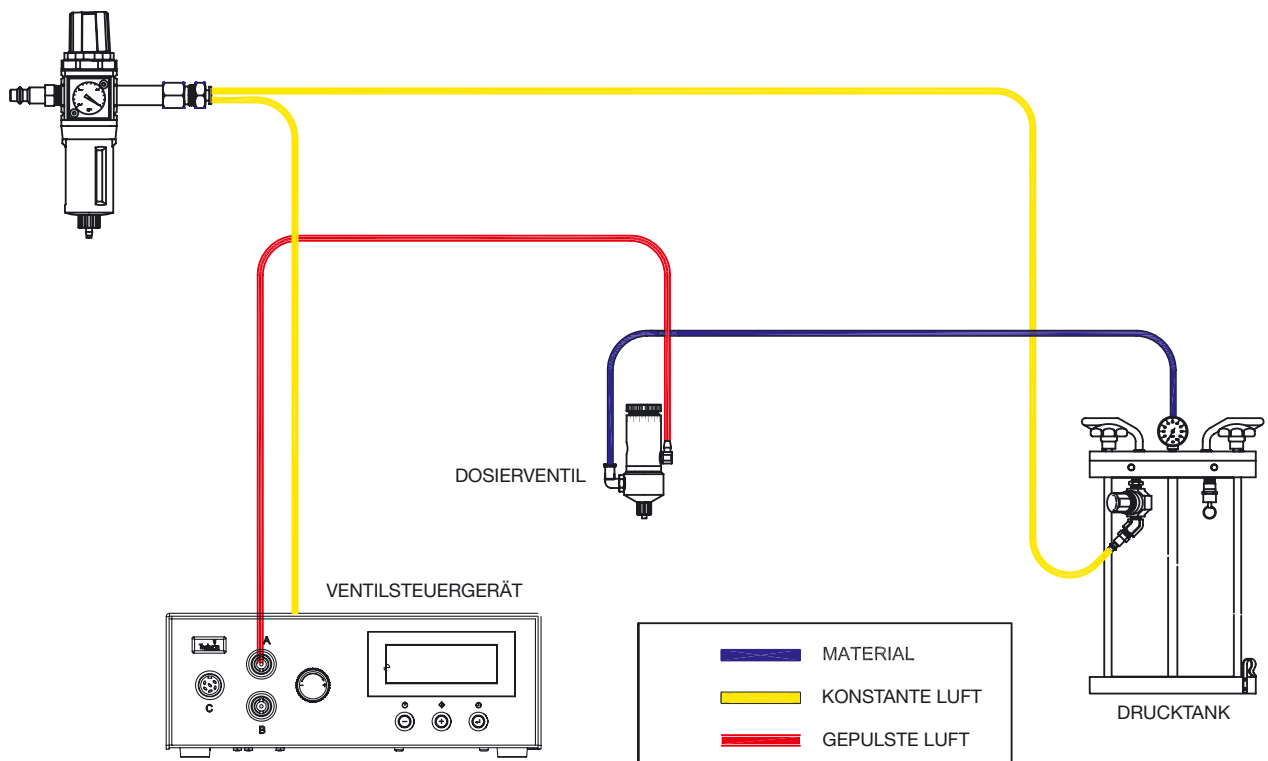 DOSIERVENTIL
VENTILSTEUERGERÄT
A
C
B
MATERIAL
KONSTANTE LUFT
GEPULSTE LUFT
DRUCKTANK